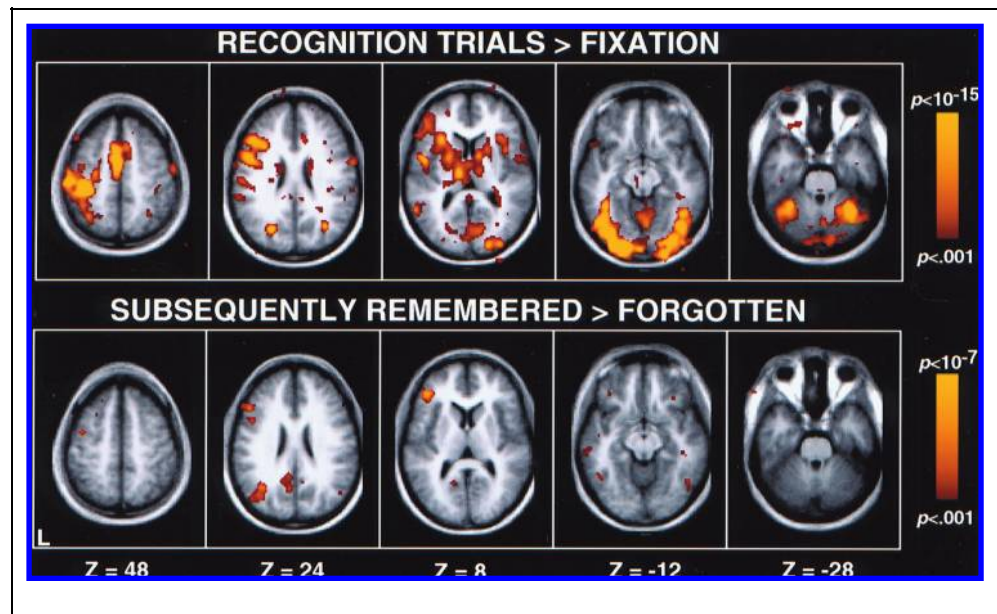 RECOGNITION TRIALS > FIXATION
p<10-15
p<.001
SUBSEQUENTLY REMEMBERED > FORGOTTEN
p<10-7
p<.001
L
Z = 48 Z = 24 Z = 8 Z = -12 Z = -28